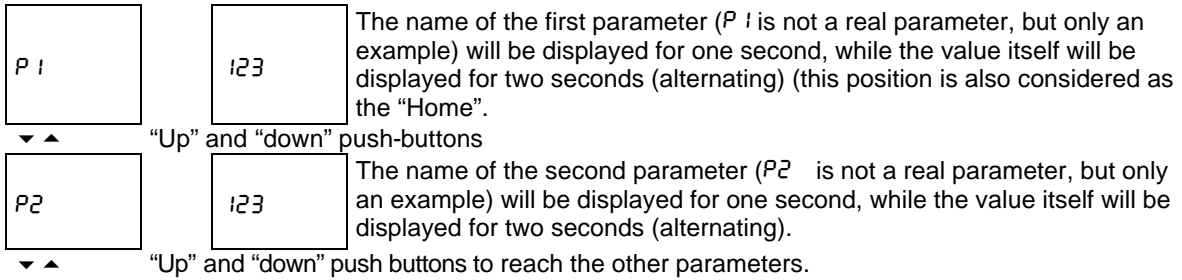 The name of the first parameter (P1 is not a real parameter, but only an
example) will be displayed for one second, while the value itself will be
P1 123
displayed for two seconds (alternating) (this position is also considered as
the “Home”.
▼ ▲ “Up” and “down” push-buttons
The name of the second parameter (P2 is not a real parameter, but only
P2 123
an example) will be displayed for one second, while the value itself will be
displayed for two seconds (alternating).
▼ ▲ “Up” and “down” push buttons to reach the other parameters.